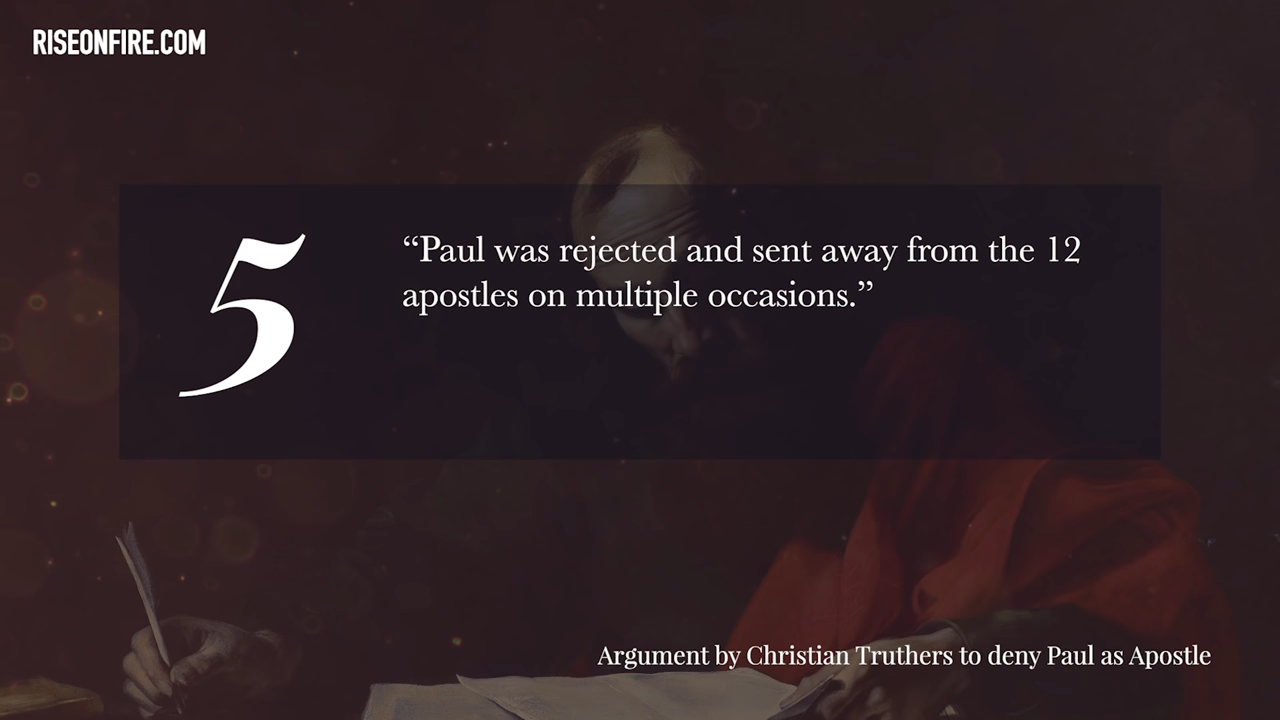 RISEONFIRE.COM
5
“Paul was rejected and sent away from the 12
apostles on multiple occasions.”
Argument by Christian Truthers to deny Paul as Apostle